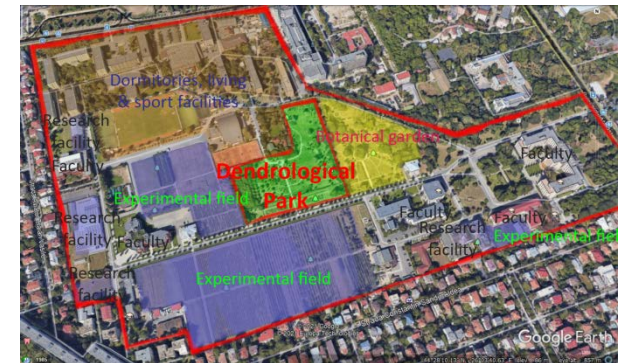 Dormitories, living
& sport facilities
Research
facility
Faculty
Botanical garden
Dendrological
Park
Faculty
Experimental field
Research
facility
Faculty
Faculty
Research
facility
Faculty
Experimental fiel
Experimental field
Research
facility
Google Earth